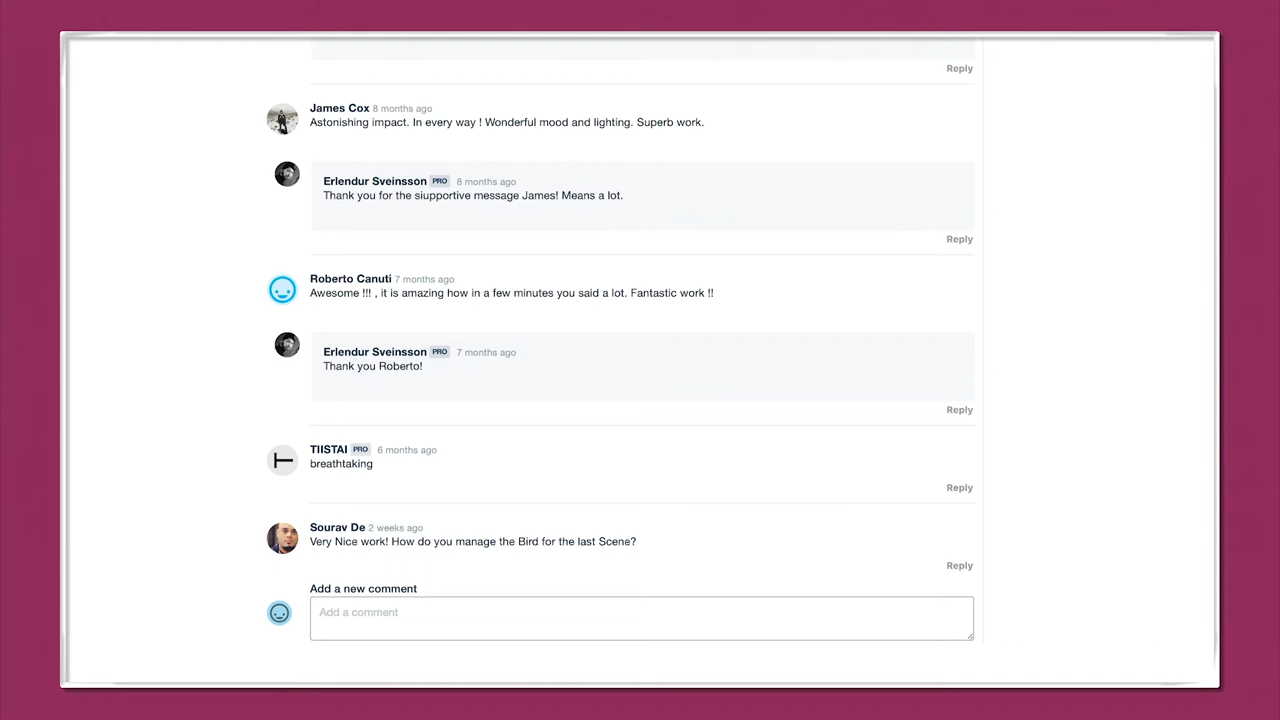 Reply
James Cox 8 months ago
Astonishing impact. In every way ! Wonderful mood and lighting. Superb work.
Erlendur Sveinsson PRO 8 months ago
Thank you for the siupportive message James! Means a lot.
Reply
Roberto Canuti 7 months ago
Awesome !!! , it is amazing how in a few minutes you said a lot. Fantastic work !!
Erlendur Sveinsson PRO 7 months ago
Thank you Roberto!
Reply
TIISTAI PRO 6 months ago
breathtaking
Reply
Sourav De 2 weeks ago
Very Nice work! How do you manage the Bird for the last Scene?
Reply
Add a new comment
Add a comment